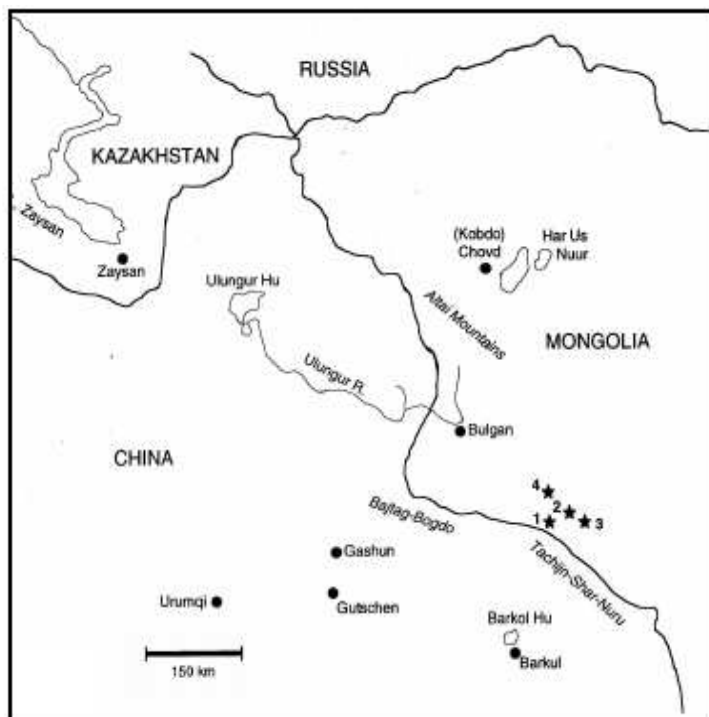 RUSSIA
KAZAKHSTAN
Zaysan
Zaysan
(Kobdo)
Chovd
Har Us
Nuur
Ulungur Hu
Altai Mountains
MONGOLIA
Ulungur R.
Bulgan
CHINA
Bajtag-Bogdo
4
2
1
3
Tachijn-Shar-Nuru
Gashun
Gutschen
Urumqi
Barkol Hu
Barkul
150 km